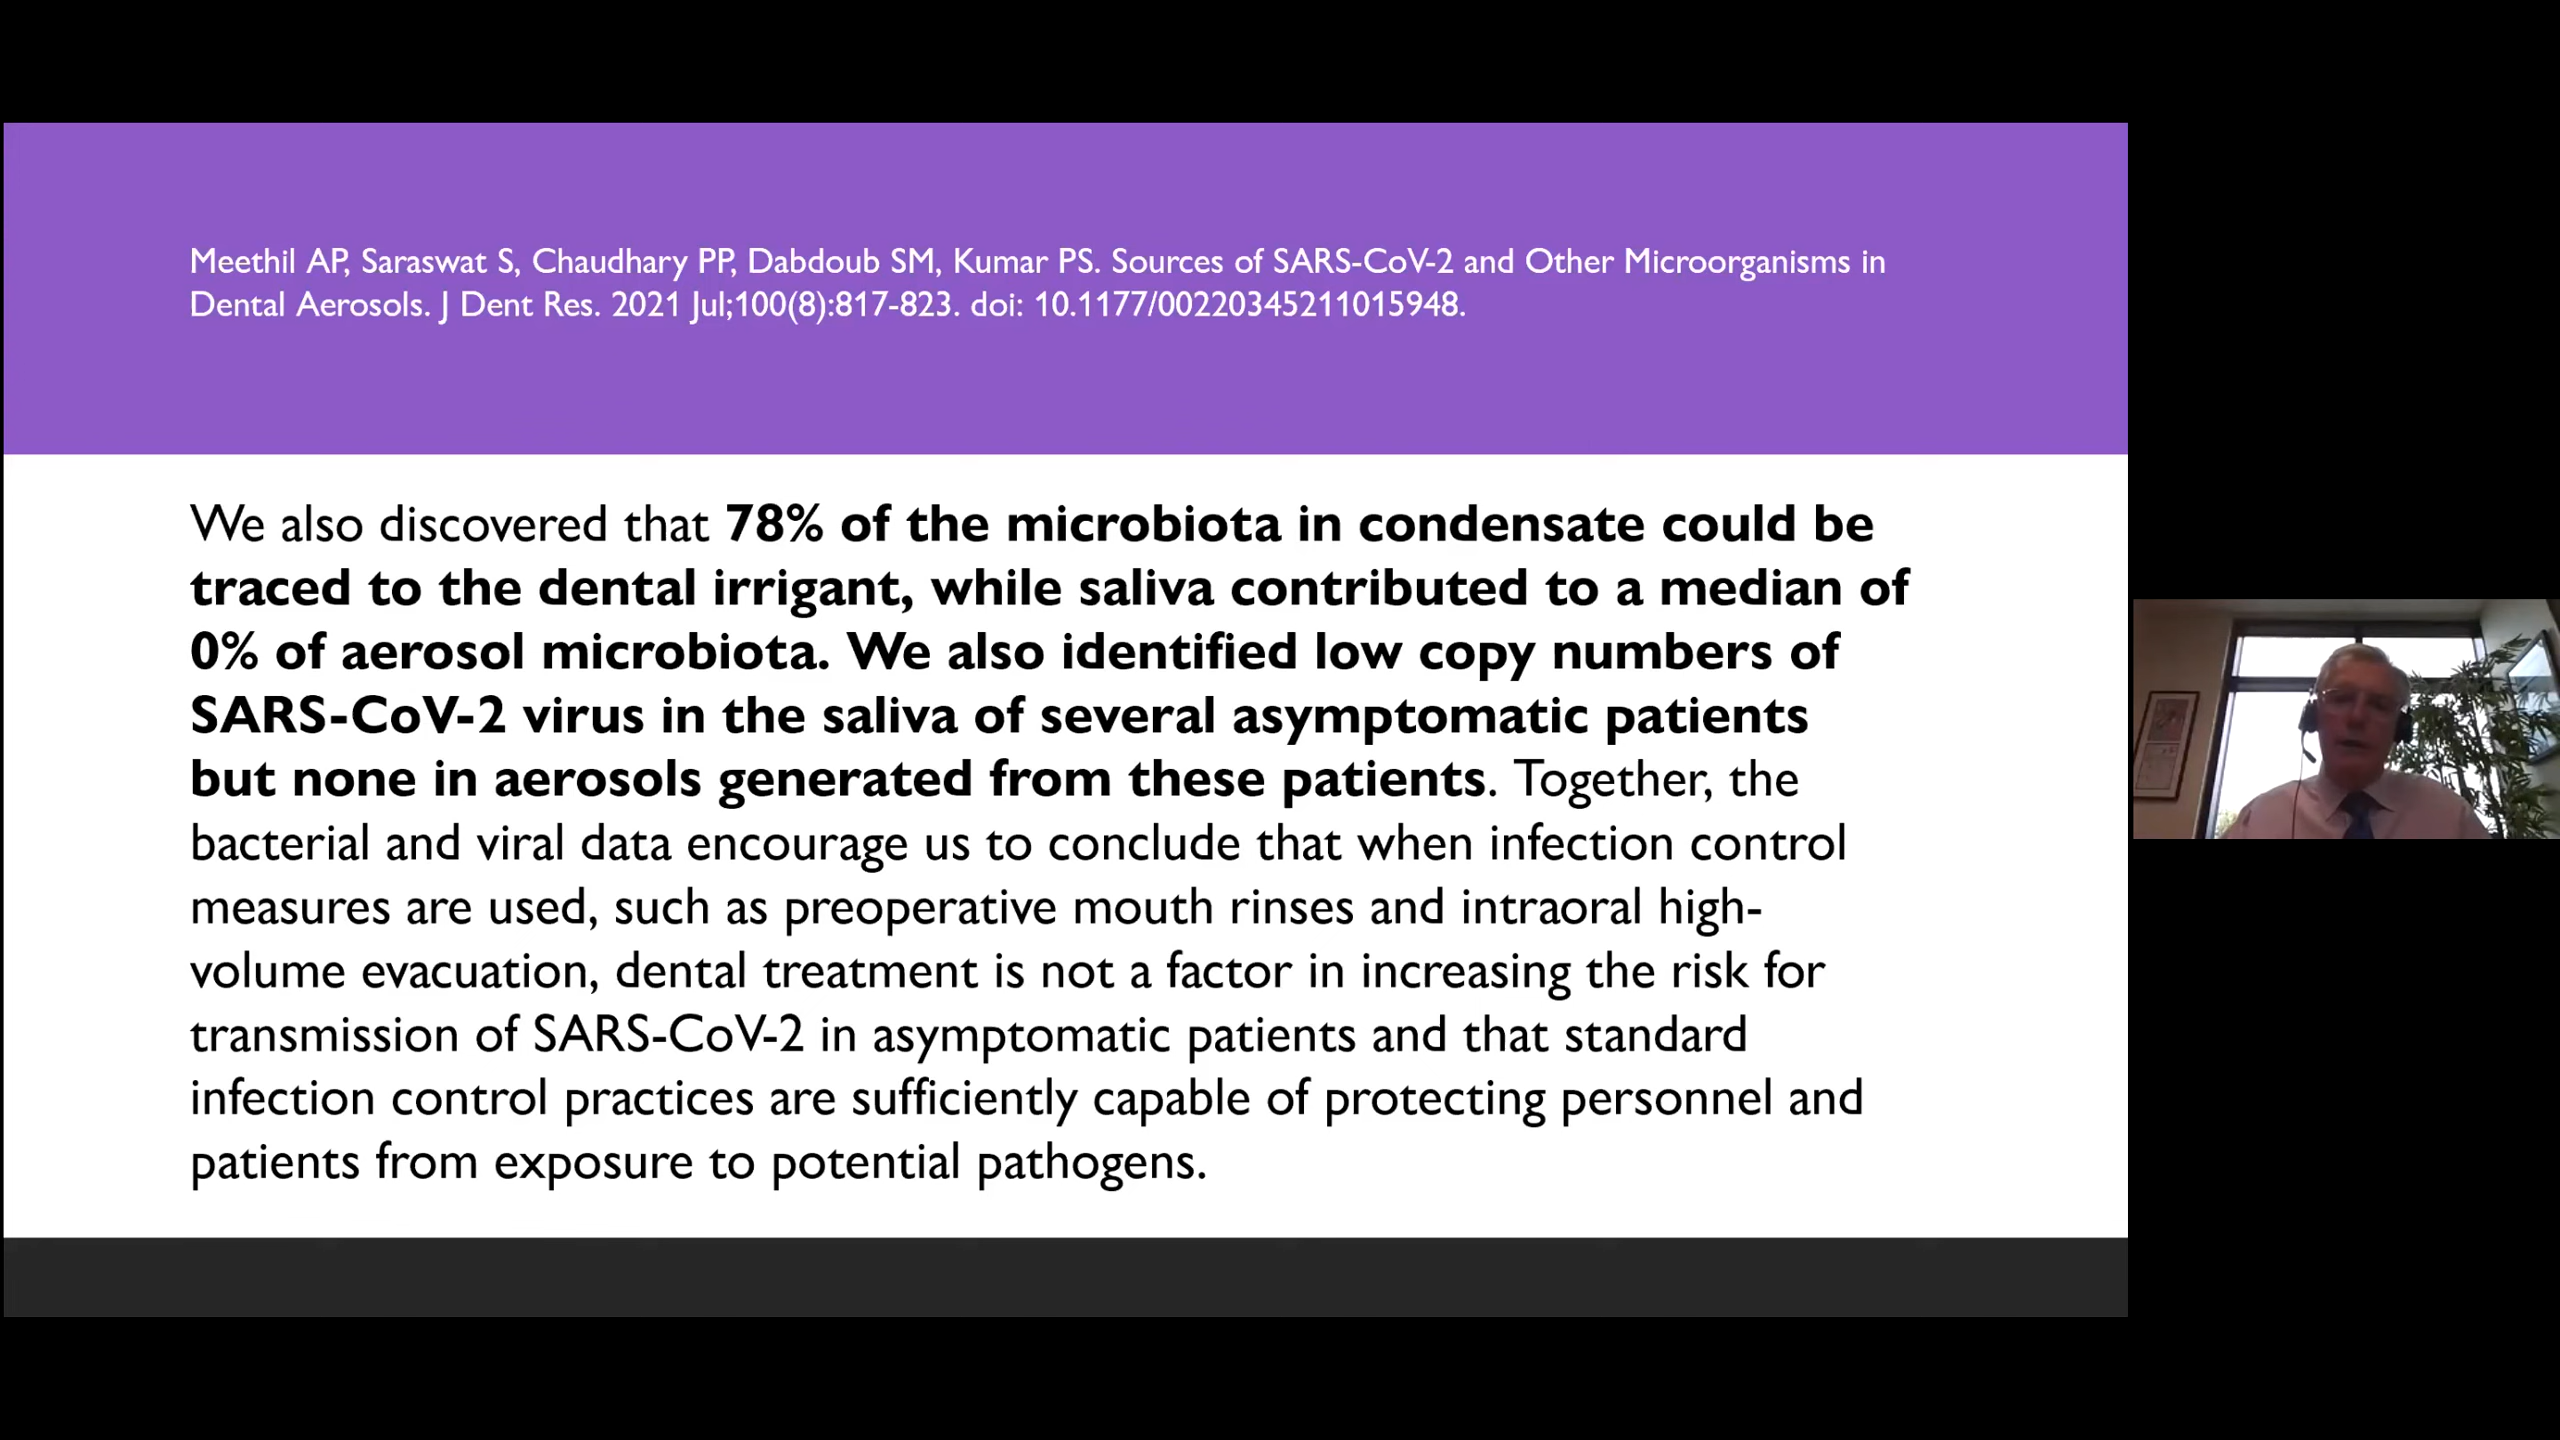 Meethil AP, Saraswat S, Chaudhary PP, Dabdoub SM, Kumar PS. Sources of SARS-CoV-2 and Other Microorganisms in
Dental Aerosols. J Dent Res. 2021 Jul;100(8):817-823. doi: 10.1177/00220345211015948.
We also discovered that 78% of the microbiota in condensate could be
traced to the dental irrigant, while saliva contributed to a median of
0% of aerosol microbiota. We also identified low copy numbers of
SARS-CoV-2 virus in the saliva of several asymptomatic patients
but none in aerosols generated from these patients. Together, the
bacterial and viral data encourage us to conclude that when infection control
measures are used, such as preoperative mouth rinses and intraoral high-
volume evacuation, dental treatment is not a factor in increasing the risk for
transmission of SARS-CoV-2 in asymptomatic patients and that standard
infection control practices are sufficiently capable of protecting personnel and
patients from exposure to potential pathogens.